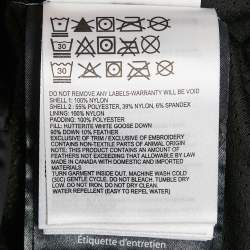 30
30
30
DO NOT REMOVE ANY LABELS-WARRANTY WILL BE VOID
SHELL 1: 100% NYLON
SHELL 2: 55% POLYESTER, 39% NYLON, 6% SPANDEX
LINING: 100% NYLON
PADDING: 100% POLYESTER
FILL: HUTTERITE WHITE GOOSE DOWN
90% DOWN 10% FEATHER
EXCLUSIVE OF TRIM / EXCLUSIVE OF EMBROIDERY
CONTAINS NON-TEXTILE PARTS OF ANIMAL ORIGIN
NOTE: THIS PRODUCT CONTAINS AN AMOUNT OF
FEATHERS NOT EXCEEDING THAT ALLOWABLE BY LAW
MADE IN CANADA WITH DOMESTIC AND IMPORTED
MATERIALS
TURN GARMENT INSIDE OUT. MACHINE WASH COLD
(30C) GENTLE CYCLE. DO NOT BLEACH. TUMBLE DRY
LOW. DO NOT IRON. DO NOT DRY CLEAN.
WATER REPELLENT (EASY TO REPEL WATER)
Étiquette d'entretien